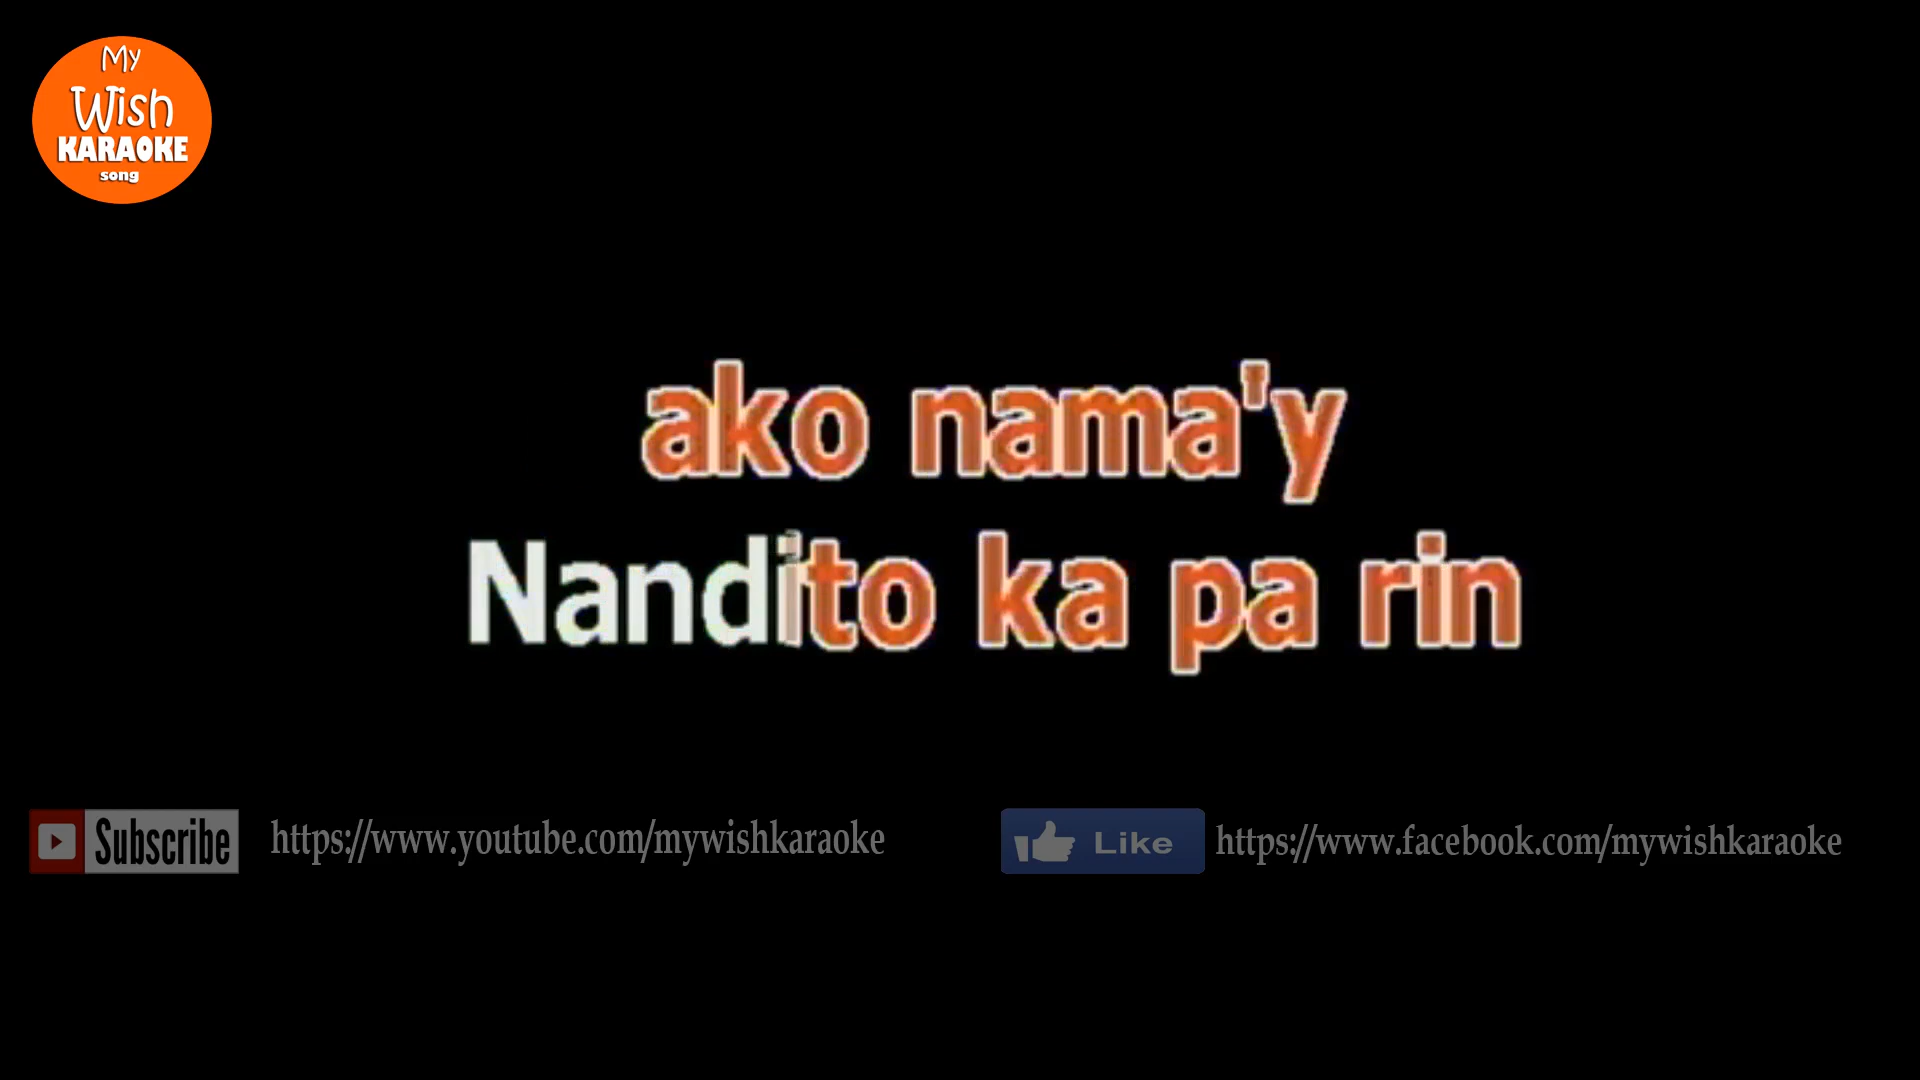 My
Wish
KARAOKE
song
ako nama'y
Nandito ka pa rin
Subscribe https://www.youtube.com/mywishkaraoke
Like https://www.facebook.com/mywishkaraoke